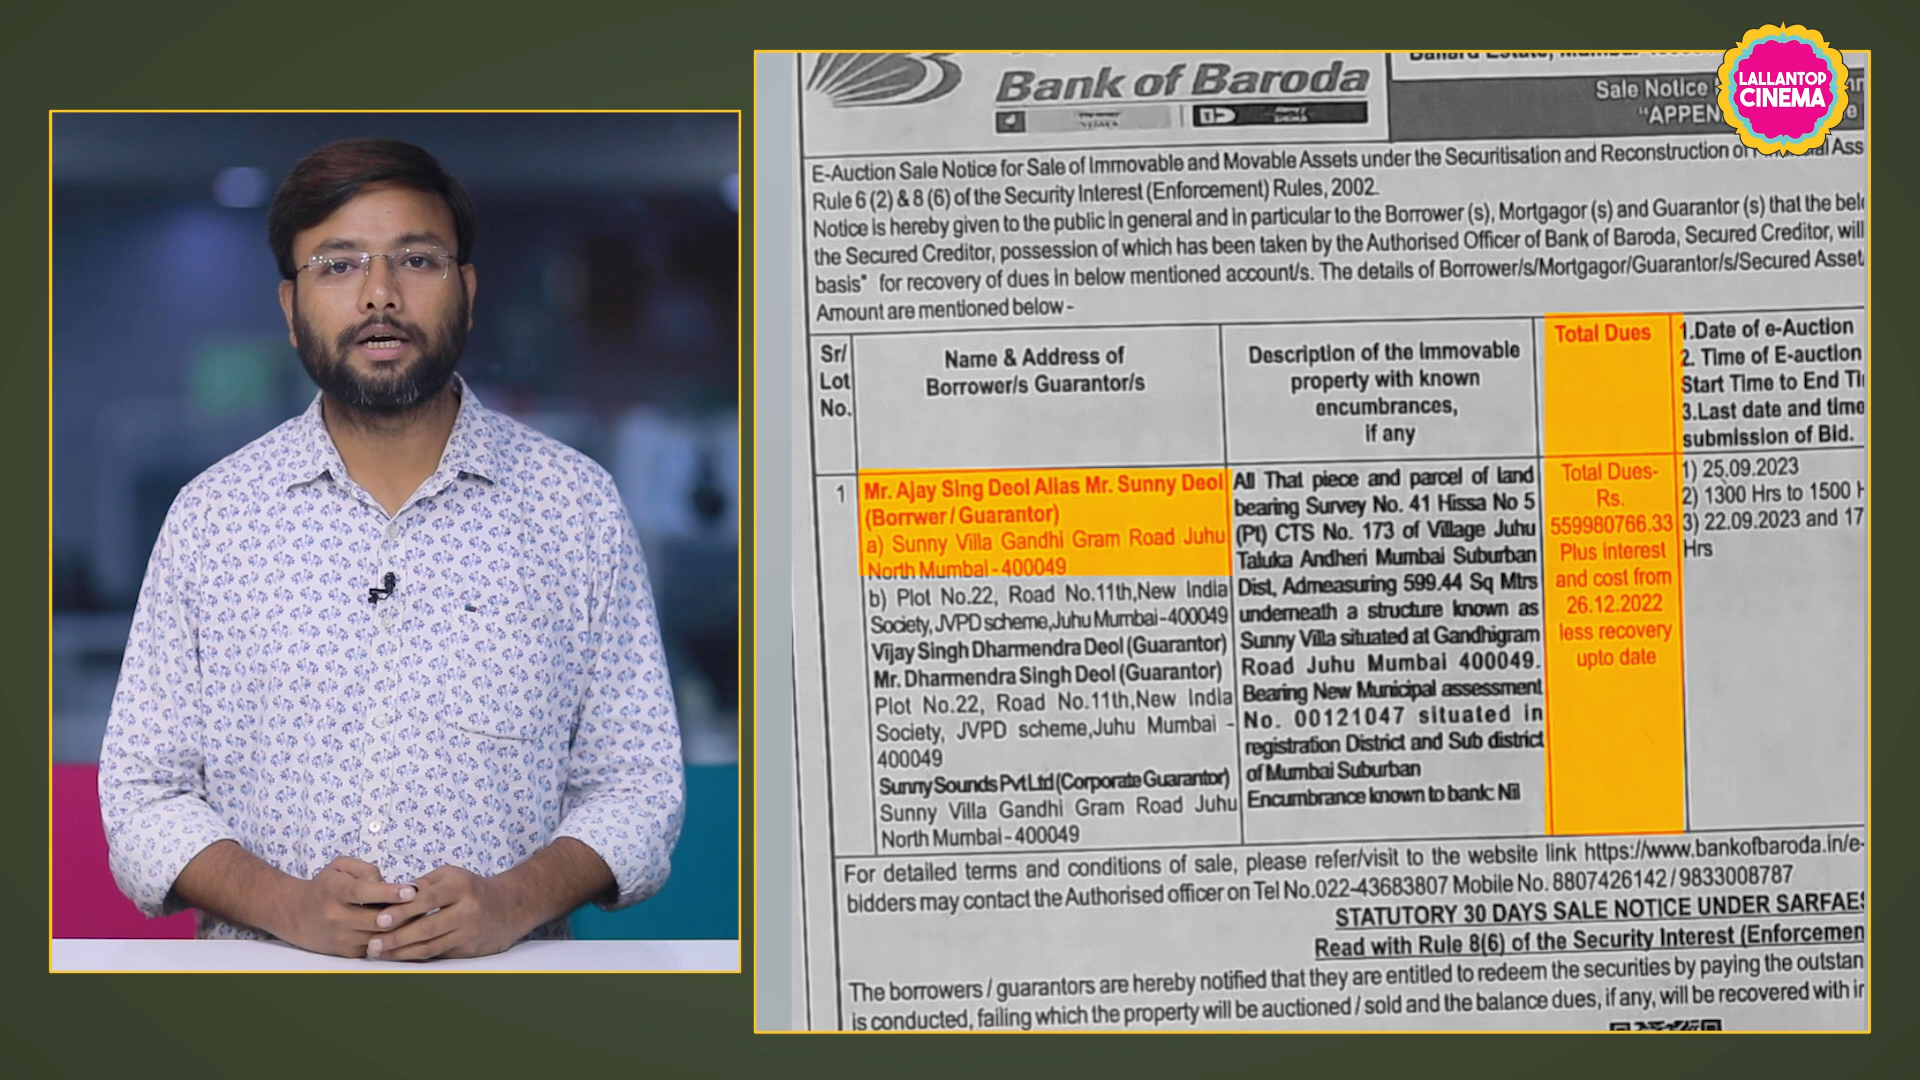 LALLANTOP
CINEMA
Bank of Baroda
Sale Notice
"APPEN
E-Auction Sale Notice for Sale of Immovable and Movable Assets under the Securitisation and Reconstruction of
Rule 6 (2) & 8 (6) of the Security Interest (Enforcement) Rules, 2002.
Notice is hereby given to the public in general and in particular to the Borrower (s), Mortgagor (s) and Guarantor (s) that the bel
the Secured Creditor, possession of which has been taken by the Authorised Officer of Bank of Baroda, Secured Creditor, will
basis" for recovery of dues in below mentioned account/s. The details of Borrower/s/Mortgagor/Guarantor/s/Secured Asset
Amount are mentioned below -
Sr/
Lot
No.
Name & Address of
Borrower/s Guarantor/s
Description of the Immovable
property with known
encumbrances,
if any
Total Dues
1.Date of e-Auction
2. Time of E-auction
Start Time to End Ti
3.Last date and time
submission of Bid.
1
Mr. Ajay Sing Deol Alias Mr. Sunny Deol
(Borrwer / Guarantor)
a) Sunny Villa Gandhi Gram Road Juhu
North Mumbai - 400049
b) Plot No.22, Road No.11th,New India
Society, JVPD scheme,Juhu Mumbai-400049
Vijay Singh Dharmendra Deol (Guarantor)
Mr. Dharmendra Singh Deol (Guarantor)
Plot No.22, Road No.11th,New India
Society, JVPD scheme,Juhu Mumbai -
400049
Sunny Sounds Pvt Ltd (Corporate Guarantor)
Sunny Villa Gandhi Gram Road Juhu
North Mumbai - 400049
All That piece and parcel of land
bearing Survey No. 41 Hissa No 5
(Pt) CTS No. 173 of Village Juhu
Taluka Andheri Mumbai Suburban
Dist, Admeasuring 599.44 Sq Mtrs
underneath a structure known as
Sunny Villa situated at Gandhigram
Road Juhu Mumbai 400049.
Bearing New Municipal assessment
No. 00121047 situated in
registration District and Sub district
of Mumbai Suburban
Encumbrance known to bank: Nil
Total Dues-
Rs.
559980766.33
Plus interest
and cost from
26.12.2022
less recovery
upto date
1) 25.09.2023
2) 1300 Hrs to 1500 H
3) 22.09.2023 and 17
Hrs
For detailed terms and conditions of sale, please refer/visit to the website link https://www.bankofbaroda.in/e-
bidders may contact the Authorised officer on Tel No.022-43683807 Mobile No. 8807426142 / 9833008787
STATUTORY 30 DAYS SALE NOTICE UNDER SARFAES
Read with Rule 8(6) of the Security Interest (Enforcemen
The borrowers / guarantors are hereby notified that they are entitled to redeem the securities by paying the outstan
is conducted, failing which the property will be auctioned / sold and the balance dues, if any, will be recovered with in